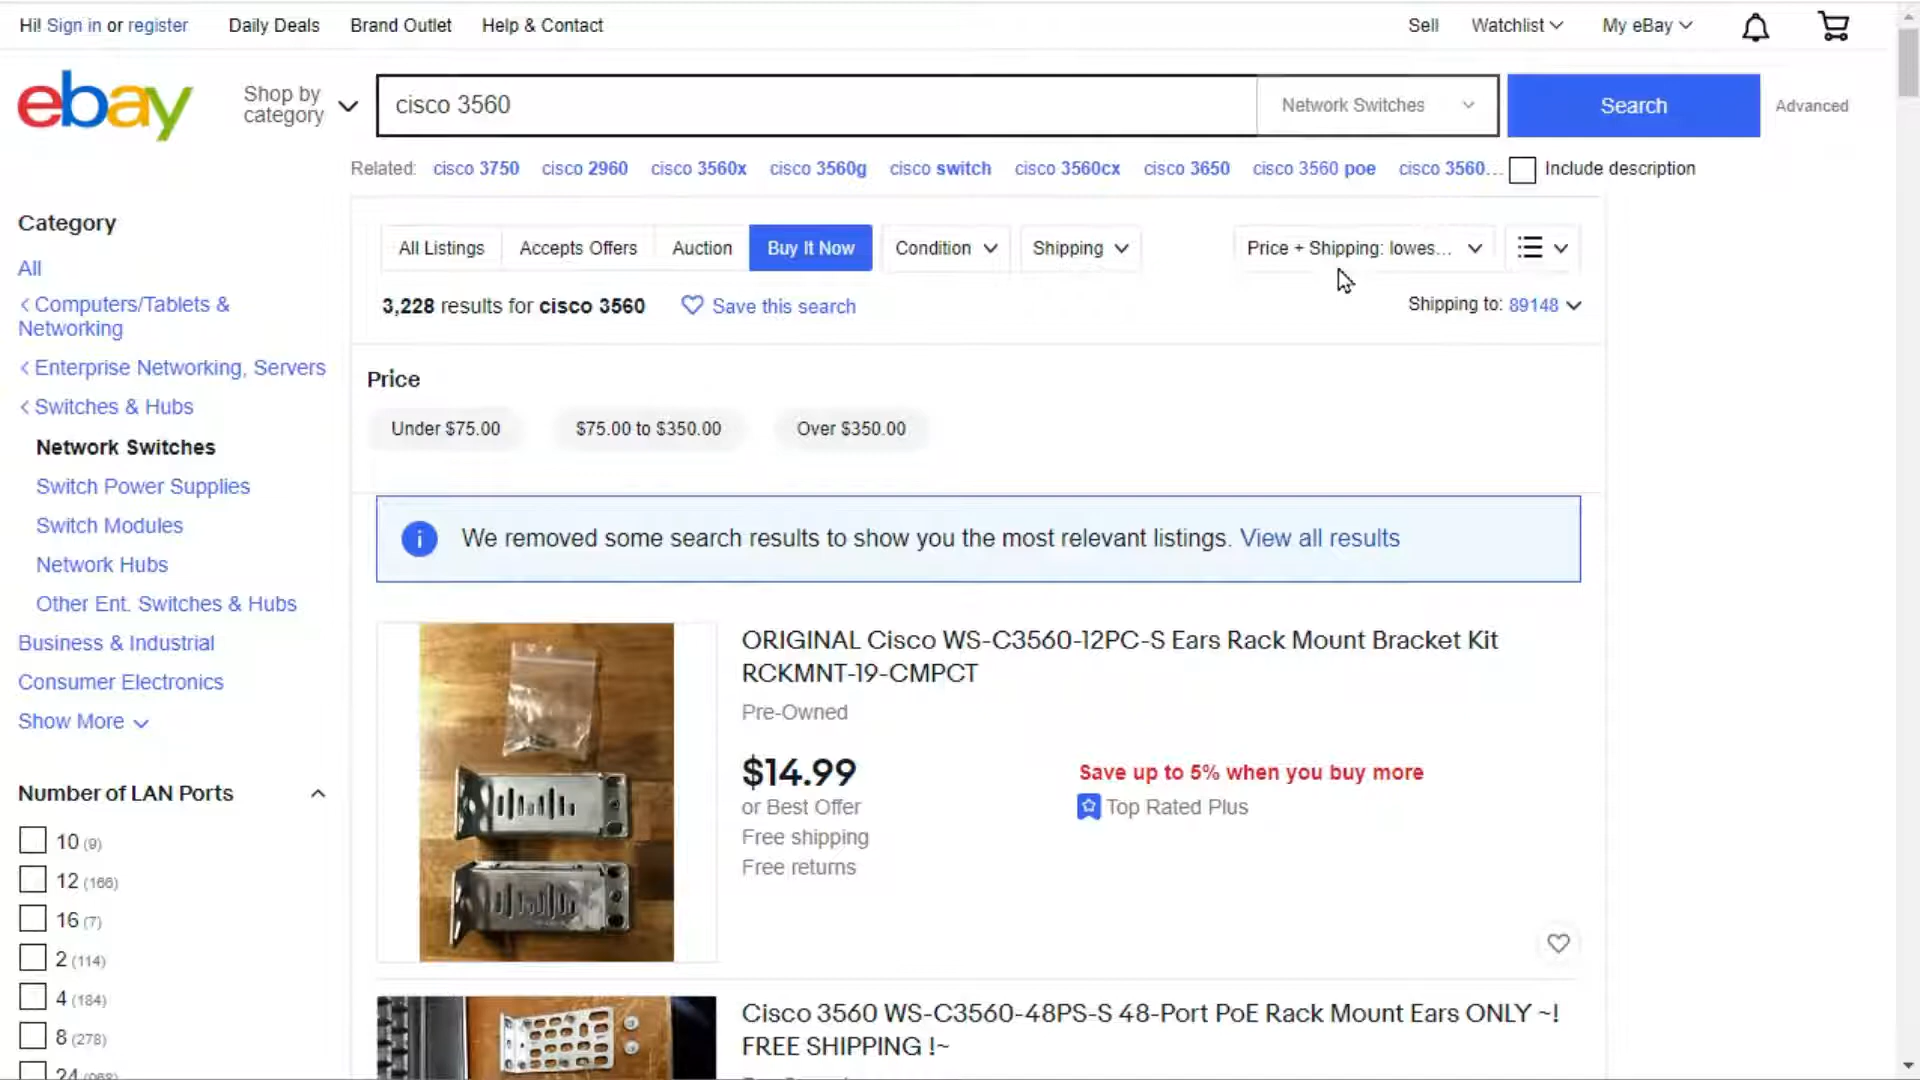 Hi! Sign in or register Daily Deals Brand Outlet Help & Contact Sell Watchlist My eBay
ebay
Shop by
category
cisco 3560
Network Switches
Search
Advanced
Related: cisco 3750 cisco 2960 cisco 3560x cisco 3560g cisco switch cisco 3560cx cisco 3650 cisco 3560 poe cisco 3560... Include description
Category
All
Computers/Tablets &
Networking
Enterprise Networking, Servers
Switches & Hubs
Network Switches
Switch Power Supplies
Switch Modules
Network Hubs
Other Ent. Switches & Hubs
Business & Industrial
Consumer Electronics
Show More
Number of LAN Ports
10 (9)
12 (166)
16 (7)
2 (114)
4 (184)
8 (278)
24
All Listings Accepts Offers Auction Buy It Now Condition Shipping Price + Shipping: lowes...
3,228 results for cisco 3560 Save this search Shipping to: 89148
Price
Under $75.00 $75.00 to $350.00 Over $350.00
We removed some search results to show you the most relevant listings. View all results
ORIGINAL Cisco WS-C3560-12PC-S Ears Rack Mount Bracket Kit
RCKMNT-19-CMPCT
Pre-Owned
$14.99
or Best Offer
Free shipping
Free returns
Save up to 5% when you buy more
Top Rated Plus
Cisco 3560 WS-C3560-48PS-S 48-Port PoE Rack Mount Ears ONLY ~!
FREE SHIPPING !~